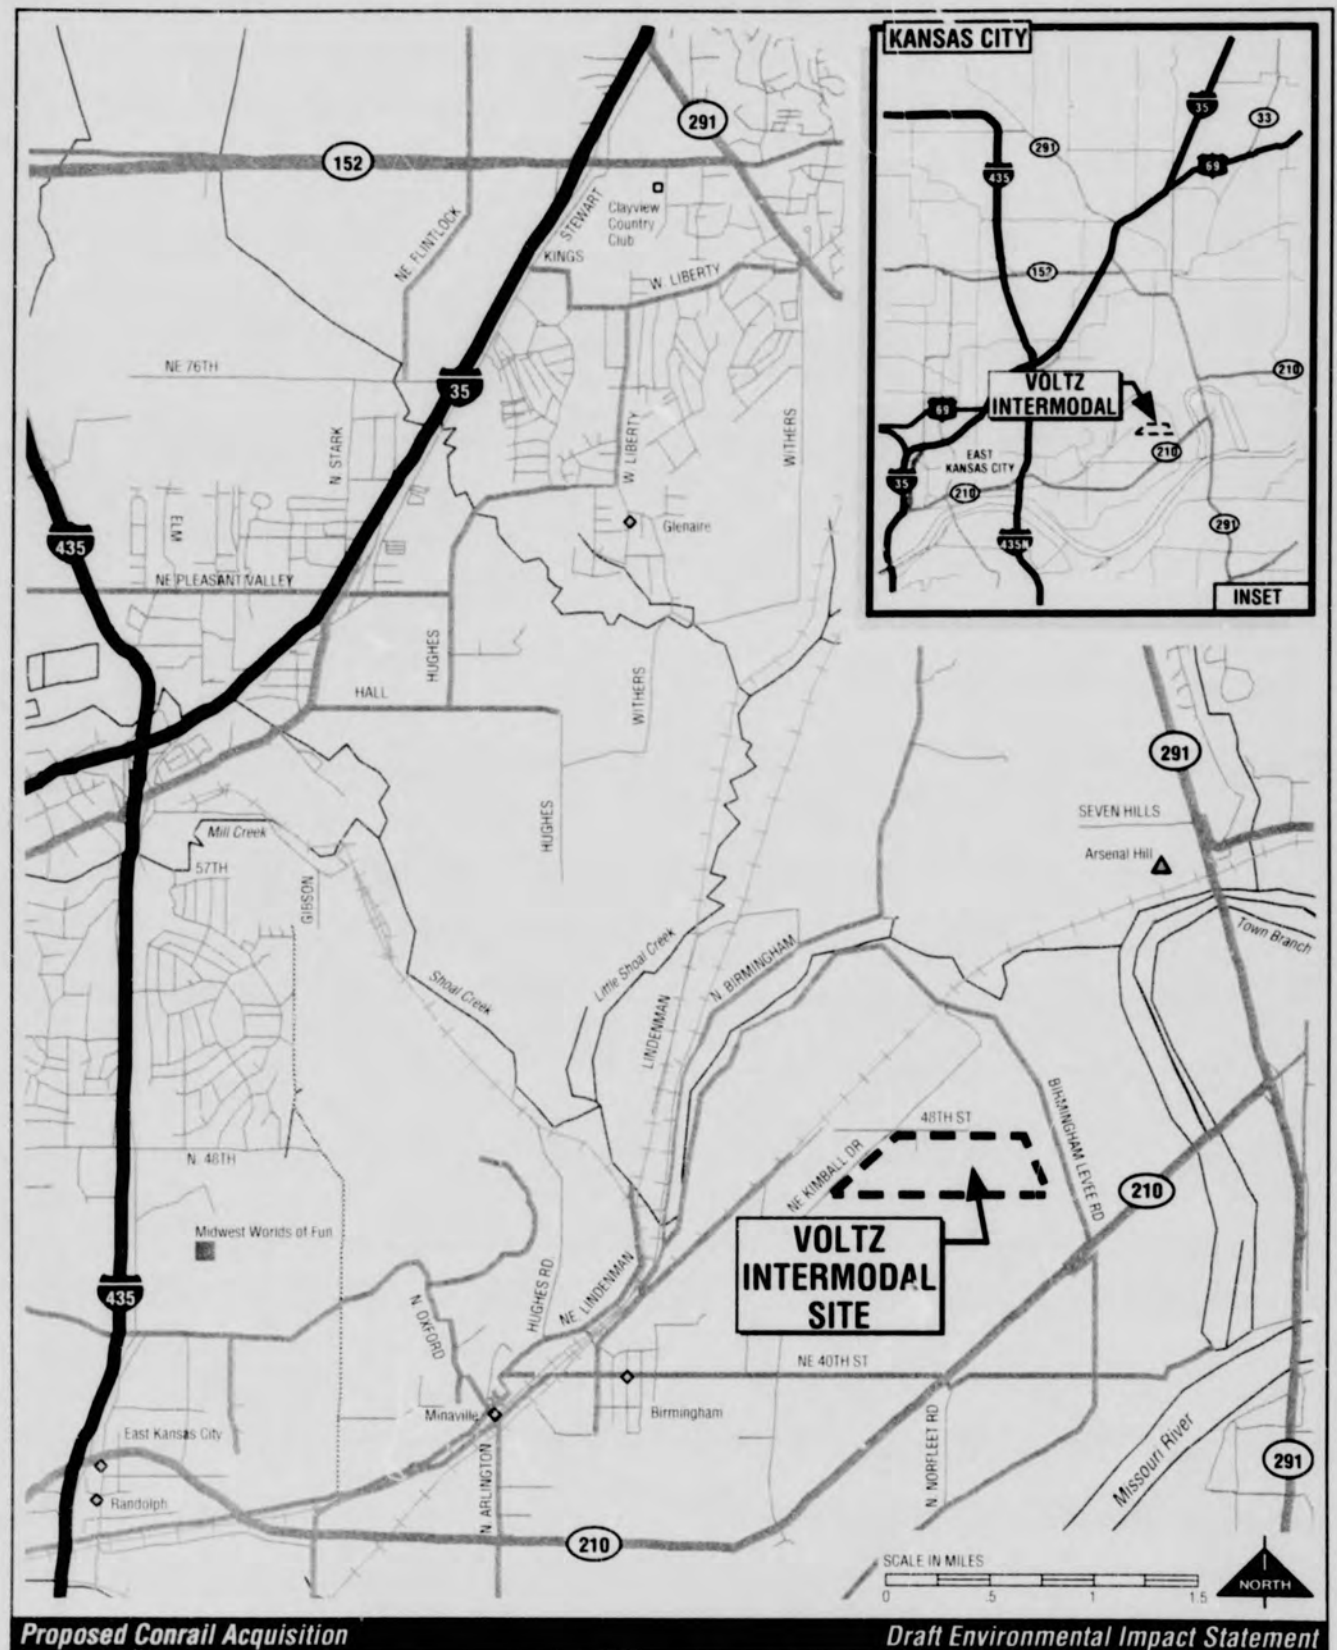 KANSAS CITY
35
33
291
69
435
152
210
VOLTZ
INTERMODAL
69
EAST
KANSAS CITY
210
35
210
291
435N
INSET
291
152
STEWART
Clayview
Country
Club
NE FLINTLOCK
KINGS
W. LIBERTY
NE 76TH
35
N STARK
W. LIBERTY
WITHERS
ELM
Glenaire
435
NE PLEASANT VALLEY
HUGHES
HALL
WITHERS
291
SEVEN HILLS
Arsenal Hill
HUGHES
Mill Creek
57TH
GIBSON
Town Branch
Shoal Creek
Little Shoal Creek
N BIRMINGHAM
LINDENMAN
48TH ST
BIRMINGHAM LEVEE RD
N. 48TH
NE KIMBALL DR
210
Midwest Worlds of Fun
VOLTZ
INTERMODAL
SITE
435
HUGHES RD
NE. LINDENMAN
N. OXFORD
NE 40TH ST
Minaville
Birmingham
East Kansas City
Randolph
N ARLINGTON
N. NORFLEET RD
Missouri River
291
210
SCALE IN MILES
0 .5 1 1.5
NORTH
Proposed Conrail Acquisition
Draft Environmental Impact Statement